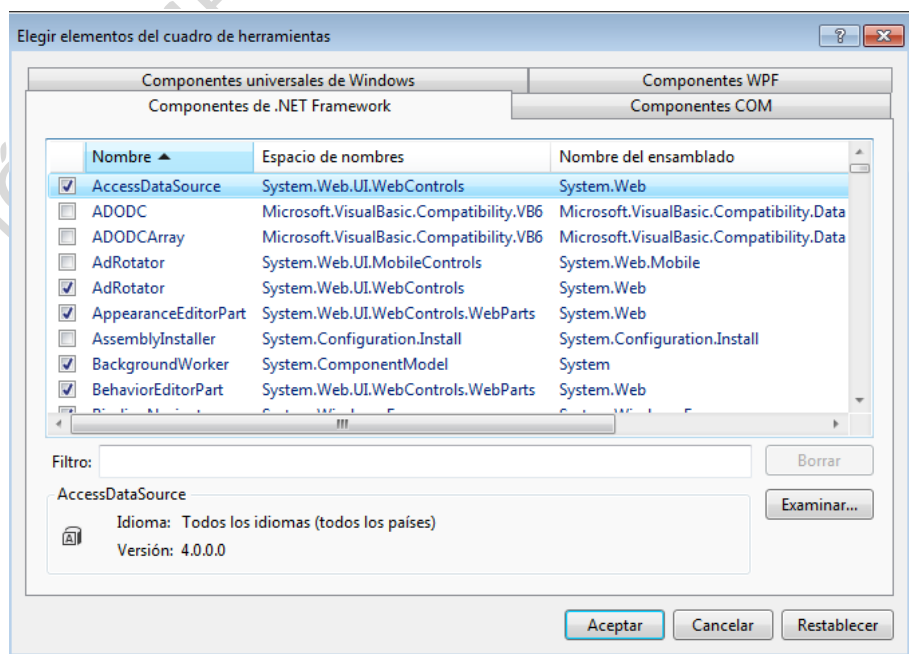 Elegir elementos del cuadro de herramientas
Componentes universales de Windows Componentes WPF
Componentes de .NET Framework Componentes COM
Nombre Espacio de nombres Nombre del ensamblado
AccessDataSource System.Web.UI.WebControls System.Web
ADODC Microsoft.VisualBasic.Compatibility.VB6 Microsoft.VisualBasic.Compatibility.Data
ADODCArray Microsoft.VisualBasic.Compatibility.VB6 Microsoft.VisualBasic.Compatibility.Data
AdRotator System.Web.UI.MobileControls System.Web.Mobile
AdRotator System.Web.UI.WebControls System.Web
AppearanceEditorPart System.Web.UI.WebControls.WebParts System.Web
AssemblyInstaller System.Configuration.Install System.Configuration.Install
BackgroundWorker System.ComponentModel System
BehaviorEditorPart System.Web.UI.WebControls.WebParts System.Web
Filtro: Borrar
AccessDataSource
Examinar...
Idioma: Todos los idiomas (todos los países)
Versión: 4.0.0.0
Aceptar Cancelar Restablecer